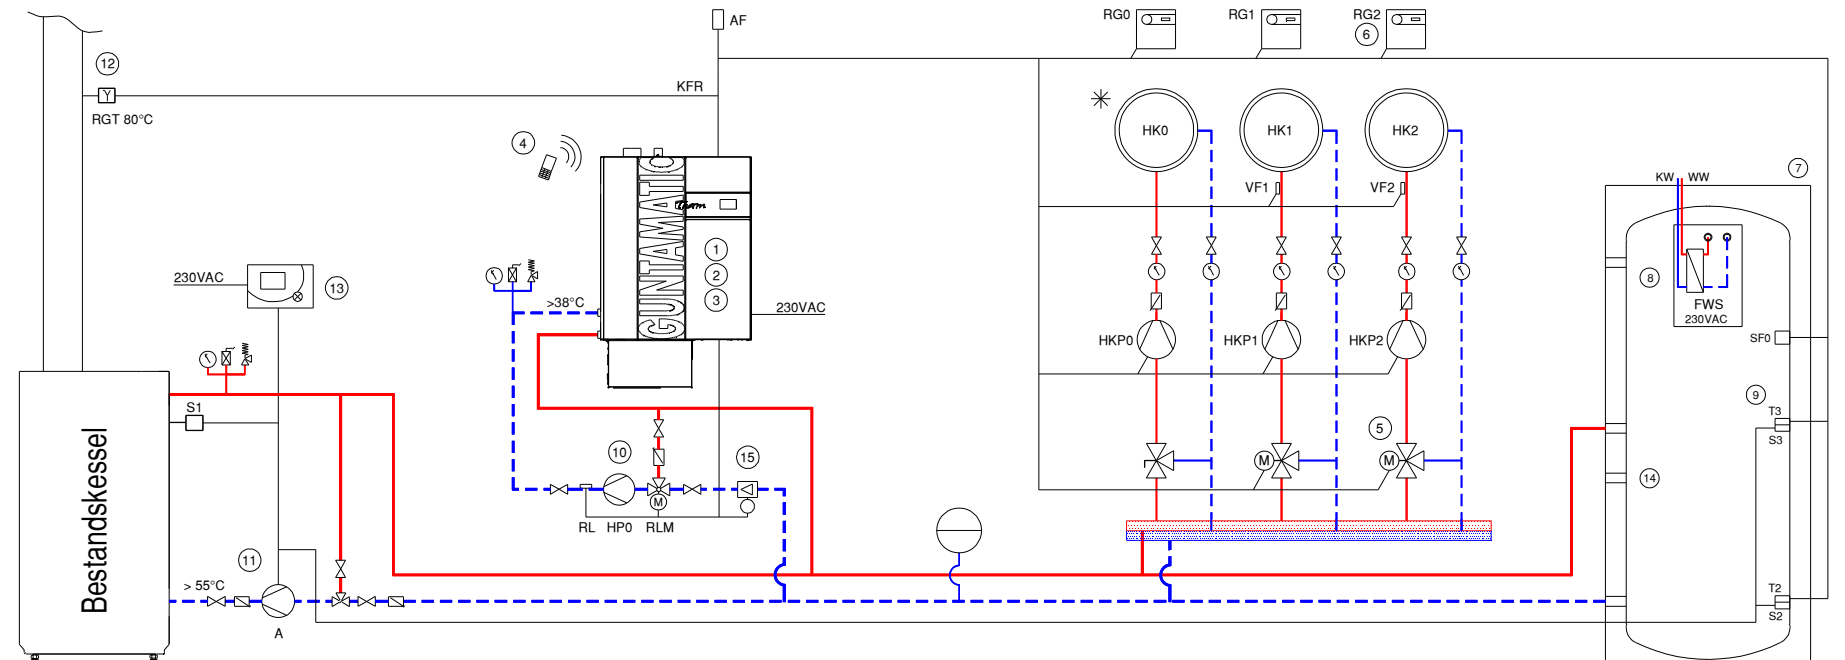 AF
RG0
RG1
RG2
6
12
Y
RGT 80°C
KFR
4
HK0
HK1
HK2
7
KW WW
VF1
VF2
GUNTAMATIC
Therm
1
2
3
8
FWS
230VAC
230VAC
13
>38°C
230VAC
HKP0
HKP1
HKP2
SF0
9
S1
T3
S3
5
10
15
M
M
14
M
RL HP0 RLM
Bestandskessel
11
> 55°C
A
T2
S2